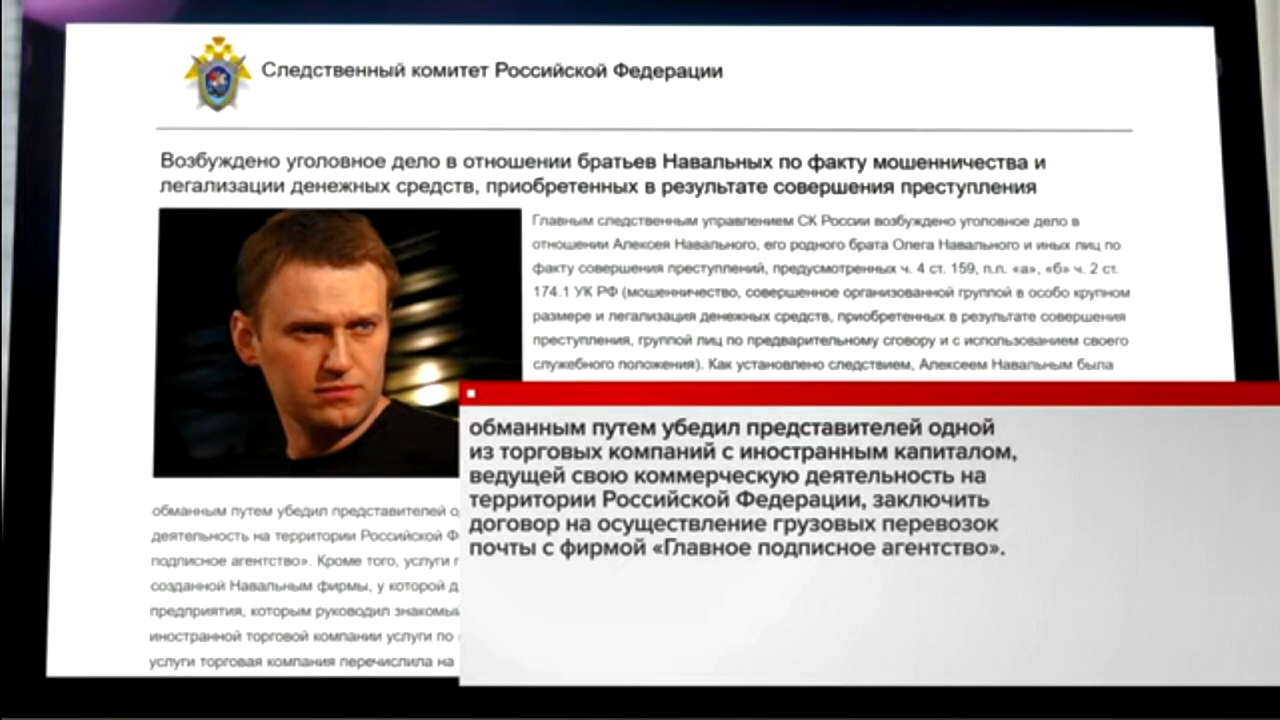 Следственный комитет Российской Федерации
Возбуждено уголовное дело в отношении братьев Навальных по факту мошенничества и
легализации денежных средств, приобретенных в результате совершения преступления
Главным следственным управлением СК России возбуждено уголовное дело в
отношении Алексея Навального, его родного брата Олега Навального и иных лиц по
факту совершения преступлений, предусмотренных ч. 4 ст. 159, п.п. «а», «б» ч. 2 ст.
174.1 УК РФ (мошенничество, совершенное организованной группой в особо крупном
размере и легализация денежных средств, приобретенных в результате совершения
преступления, группой лиц по предварительному сговору и с использованием своего
служебного положения). Как установлено следствием, Алексеем Навальным была
обманным путем убедил представителей
деятельность на территории Российской
подписное агентство». Кроме того, услуги
созданной Навальным фирмы, у которой
предприятия, которым руководил
иностранной торговой компании услуги по
услуги торговая компания перечислила на
обманным путем убедил представителей одной
из торговых компаний с иностранным капиталом,
ведущей свою коммерческую деятельность на
территории Российской Федерации, заключить
договор на осуществление грузовых перевозок
почты с фирмой «Главное подписное агентство».